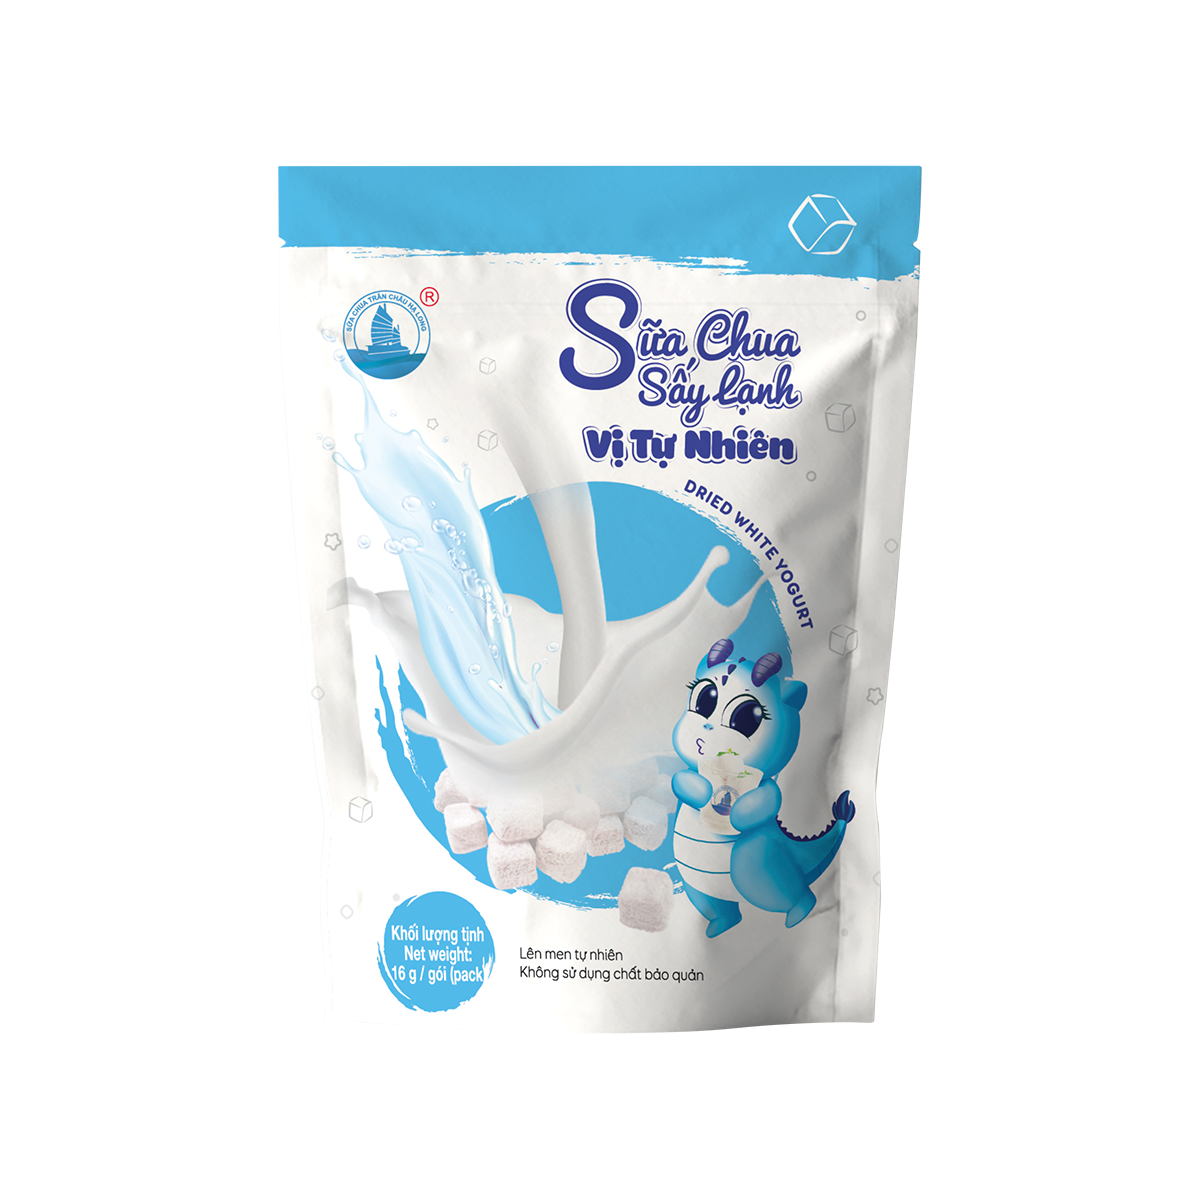 SỮA CHUA TRÂN CHÂU HẠ LONG
®
Sữa Chua
Sấy Lạnh
Vị Tự Nhiên
DRIED WHITE YOGURT
Khối lượng tịnh
Net weight:
16 g / gói (pack
Lên men tự nhiên
Không sử dụng chất bảo quản